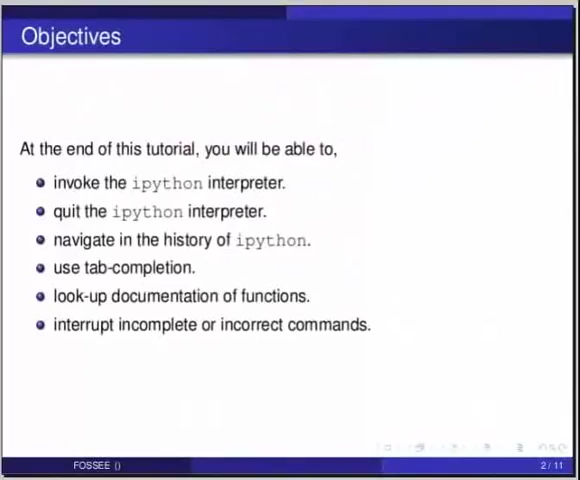 Objectives
At the end of this tutorial, you will be able to,
invoke the ipython interpreter.
quit the ipython interpreter.
navigate in the history of ipython.
use tab-completion.
look-up documentation of functions.
interrupt incomplete or incorrect commands.
FOSSEE ()
2 / 11